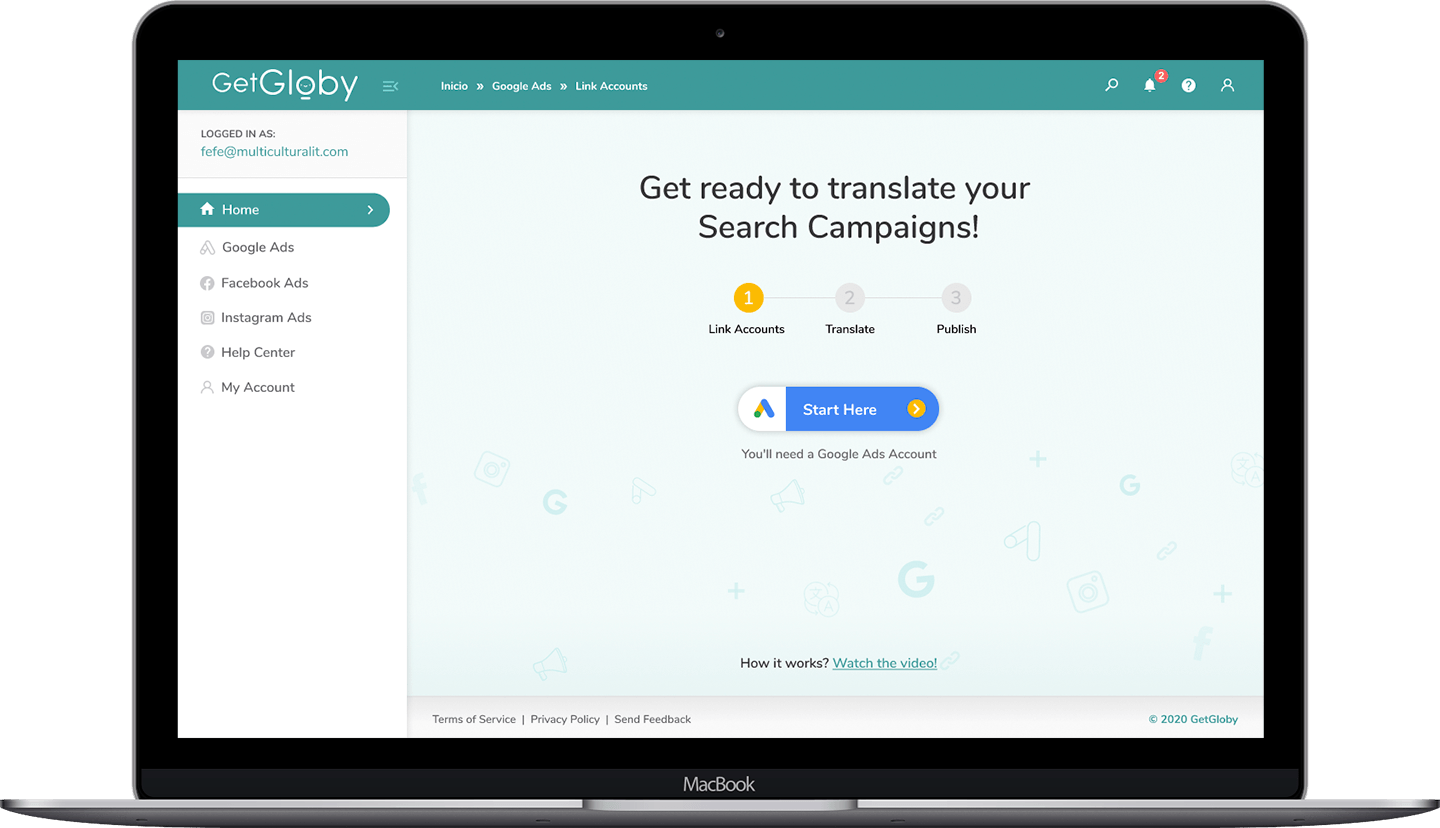 GetGloby
Inicio » Google Ads » Link Accounts
2
LOGGED IN AS:
fefe@multiculturalit.com
Home
Google Ads
Facebook Ads
Instagram Ads
Help Center
My Account
Get ready to translate your
Search Campaigns!
1 2 3
Link Accounts Translate Publish
Start Here
You'll need a Google Ads Account
How it works? Watch the video!
Terms of Service | Privacy Policy | Send Feedback
© 2020 GetGloby
MacBook